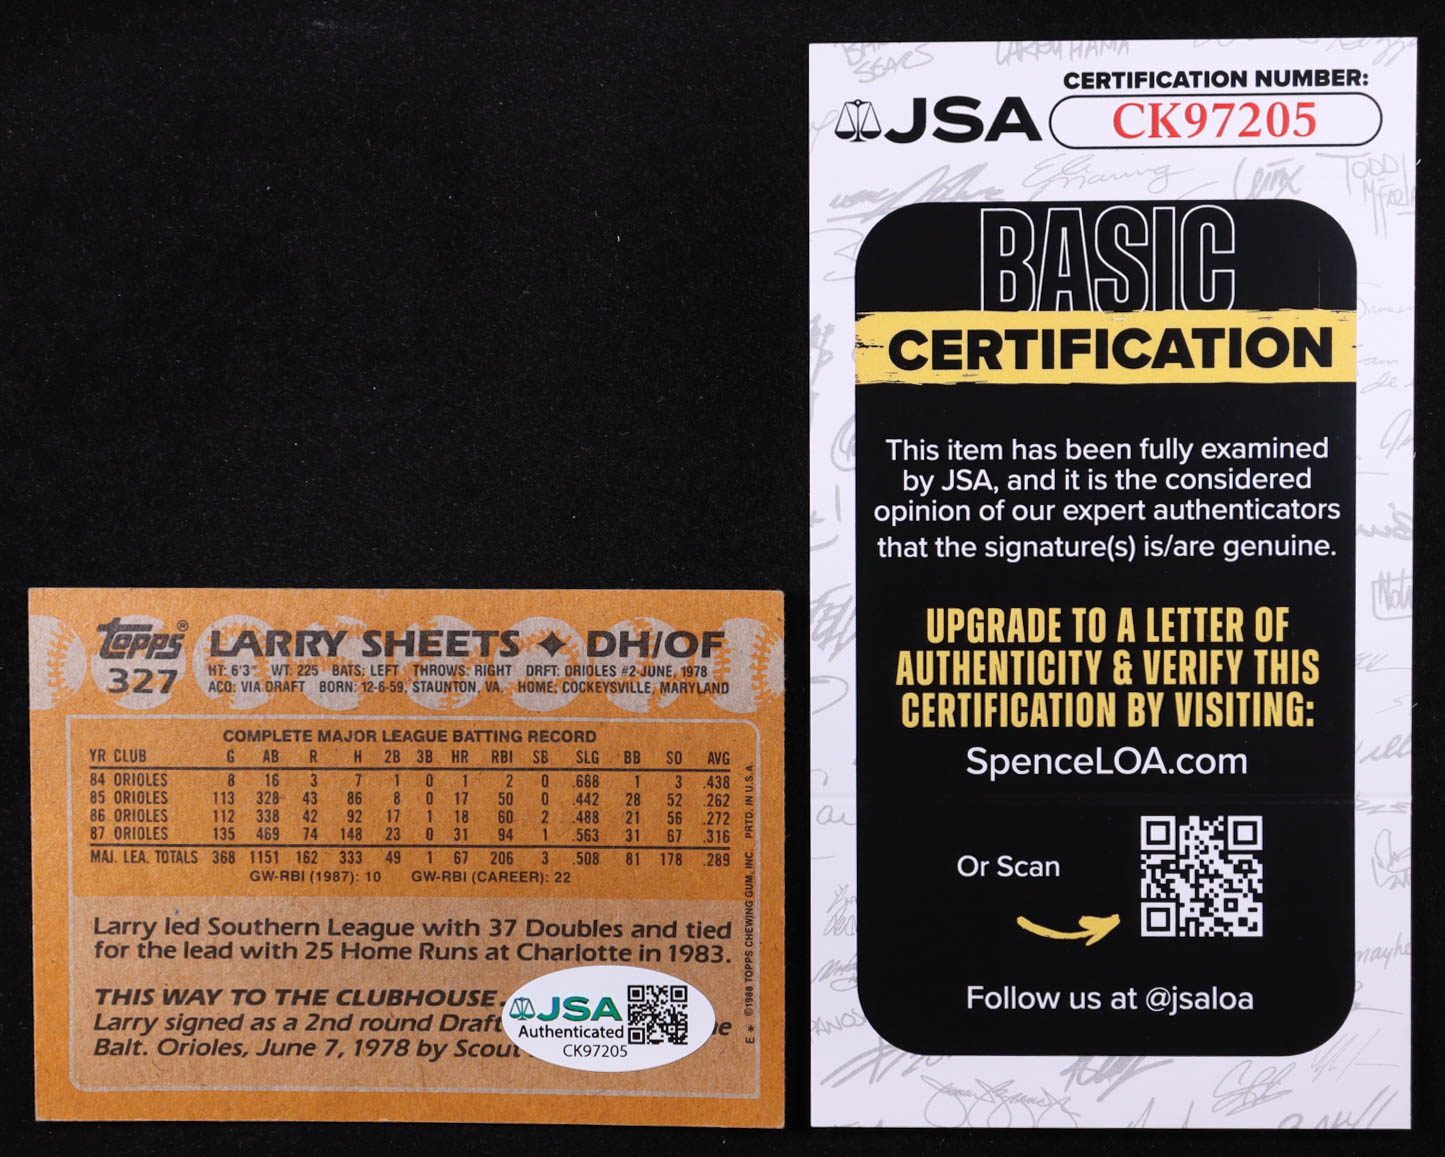 topps®
327
LARRY SHEETS ✦ DH/OF
HT: 6'3" WT: 225 BATS: LEFT THROWS: RIGHT DRFT: ORIOLES #2-JUNE, 1978
ACQ: VIA DRAFT BORN: 12-6-59, STAUNTON, VA. HOME: COCKEYSVILLE, MARYLAND
COMPLETE MAJOR LEAGUE BATTING RECORD
YR CLUB G AB R H 2B 3B HR RBI SB SLG BB SO AVG
84 ORIOLES 8 16 3 7 1 0 1 2 0 .688 1 3 .438
85 ORIOLES 113 328 43 86 8 0 17 50 0 .442 28 52 .262
86 ORIOLES 112 338 42 92 17 1 18 60 2 .488 21 56 .272
87 ORIOLES 135 469 74 148 23 0 31 94 1 .563 31 67 .316
MAJ. LEA. TOTALS 368 1151 162 333 49 1 67 206 3 .508 81 178 .289
GW-RBI (1987): 10 GW-RBI (CAREER): 22
Larry led Southern League with 37 Doubles and tied
for the lead with 25 Home Runs at Charlotte in 1983.
THIS WAY TO THE CLUBHOUSE.
Larry signed as a 2nd round Draft
Balt. Orioles, June 7, 1978 by Scout
E * ©1988 TOPPS CHEWING GUM, INC. PRTD. IN U.S.A.
JSA
Authenticated
CK97205
JSA
CERTIFICATION NUMBER:
CK97205
BASIC
CERTIFICATION
This item has been fully examined
by JSA, and it is the considered
opinion of our expert authenticators
that the signature(s) is/are genuine.
UPGRADE TO A LETTER OF
AUTHENTICITY & VERIFY THIS
CERTIFICATION BY VISITING:
SpenceLOA.com
Or Scan
Follow us at @jsaloa